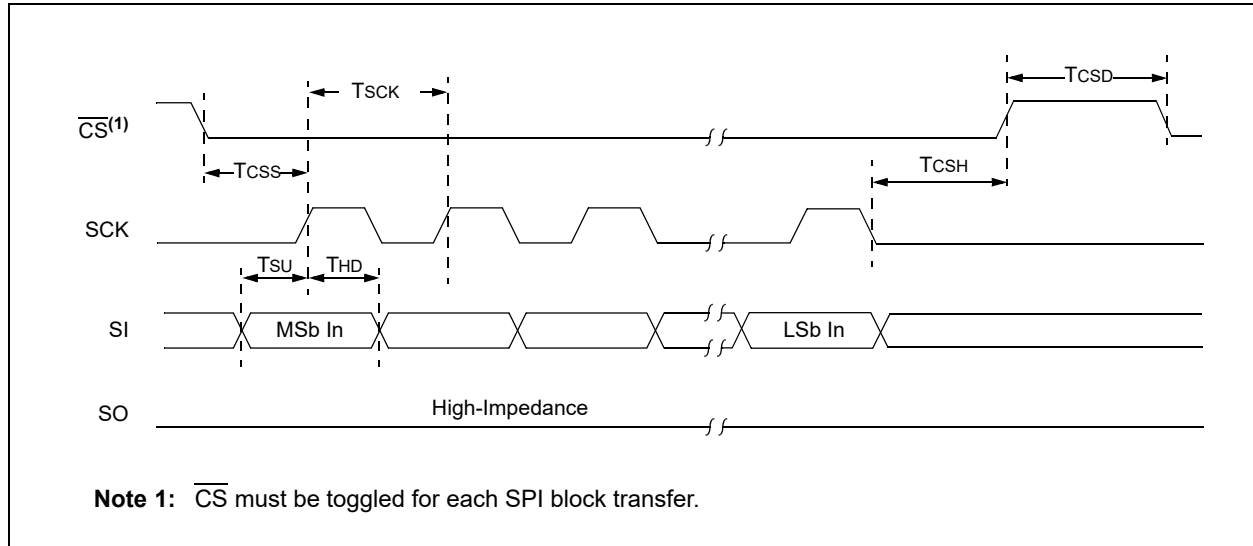 TCSD
TSCK
CS(1)
TCSS
TCSH
SCK
TSU
THD
SI
MSb In
LSb In
SO
High-Impedance
Note 1: CS must be toggled for each SPI block transfer.